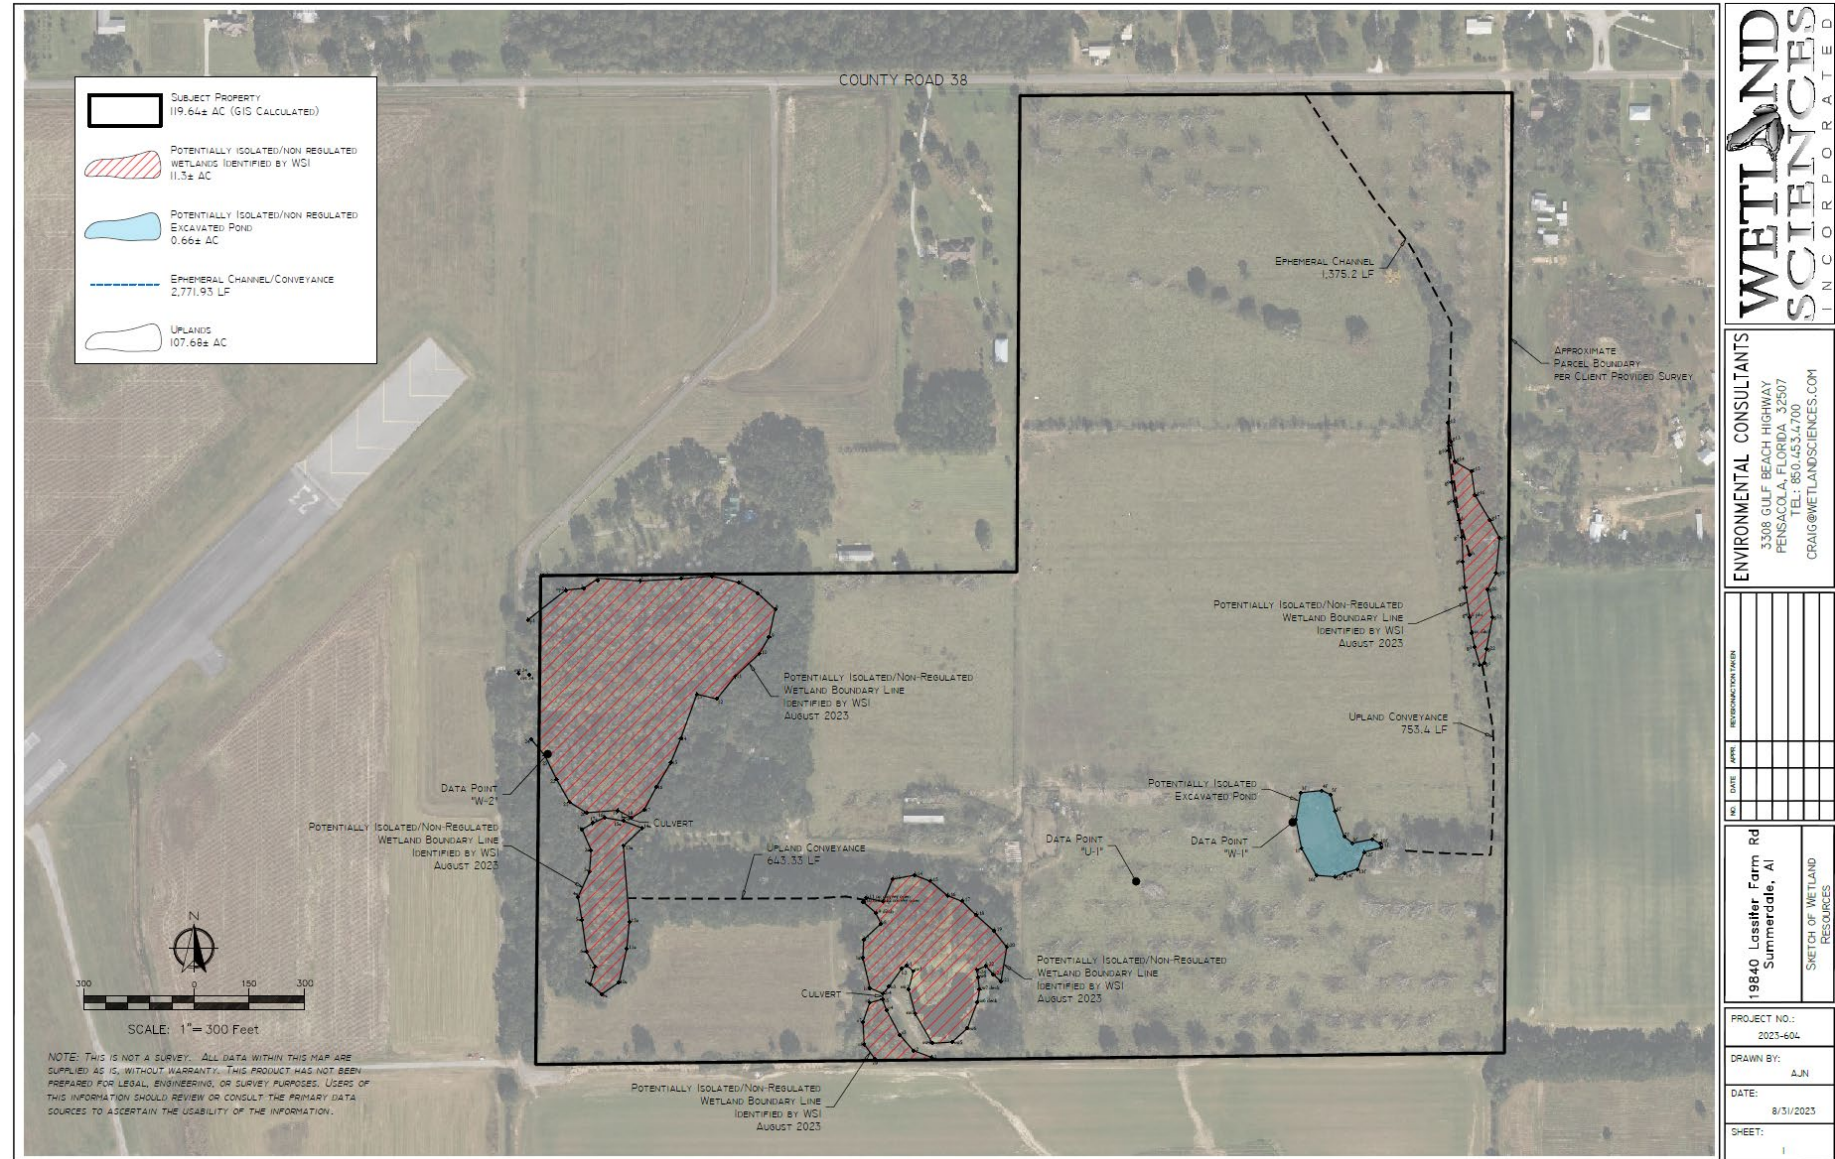 COUNTY ROAD 38
SUBJECT PROPERTY
119.64± AC (GIS CALCULATED)
POTENTIALLY ISOLATED/NON REGULATED
WETLANDS IDENTIFIED BY WSI
11.3± AC
POTENTIALLY ISOLATED/NON REGULATED
EXCAVATED POND
0.66± AC
EPHEMERAL CHANNEL/CONVEYANCE
2,771.93 LF
UPLANDS
107.68± AC
EPHEMERAL CHANNEL
1,375.2 LF
APPROXIMATE
PARCEL BOUNDARY
PER CLIENT PROVIDED SURVEY
POTENTIALLY ISOLATED/NON-REGULATED
WETLAND BOUNDARY LINE
IDENTIFIED BY WSI
AUGUST 2023
POTENTIALLY ISOLATED/NON-REGULATED
WETLAND BOUNDARY LINE
IDENTIFIED BY WSI
AUGUST 2023
UPLAND CONVEYANCE
753.4 LF
DATA POINT
"W-2"
POTENTIALLY ISOLATED
EXCAVATED POND
CULVERT
POTENTIALLY ISOLATED/NON-REGULATED
WETLAND BOUNDARY LINE
IDENTIFIED BY WSI
AUGUST 2023
UPLAND CONVEYANCE
643.33 LF
DATA POINT
"U-1"
DATA POINT
"W-1"
POTENTIALLY ISOLATED/NON-REGULATED
WETLAND BOUNDARY LINE
IDENTIFIED BY WSI
AUGUST 2023
CULVERT
N
300 0 150 300
SCALE: 1"= 300 Feet
NOTE: THIS IS NOT A SURVEY. ALL DATA WITHIN THIS MAP ARE
SUPPLIED AS IS, WITHOUT WARRANTY. THIS PRODUCT HAS NOT BEEN
PREPARED FOR LEGAL, ENGINEERING, OR SURVEY PURPOSES. USERS OF
THIS INFORMATION SHOULD REVIEW OR CONSULT THE PRIMARY DATA
SOURCES TO ASCERTAIN THE USABILITY OF THE INFORMATION.
POTENTIALLY ISOLATED/NON-REGULATED
WETLAND BOUNDARY LINE
IDENTIFIED BY WSI
AUGUST 2023
WETLAND
SCIENCES
INCORPORATED
ENVIRONMENTAL CONSULTANTS
3308 GULF BEACH HIGHWAY
PENSACOLA, FLORIDA 32507
TEL: 850.453.4700
CRAIG@WETLANDSCIENCES.COM
NO. DATE APPR. REVISION/ACTION TAKEN
19840 Lassiter Farm Rd
Summerdale, Al
SKETCH OF WETLAND
RESOURCES
PROJECT NO.:
2023-604
DRAWN BY:
AJN
DATE:
8/31/2023
SHEET:
1